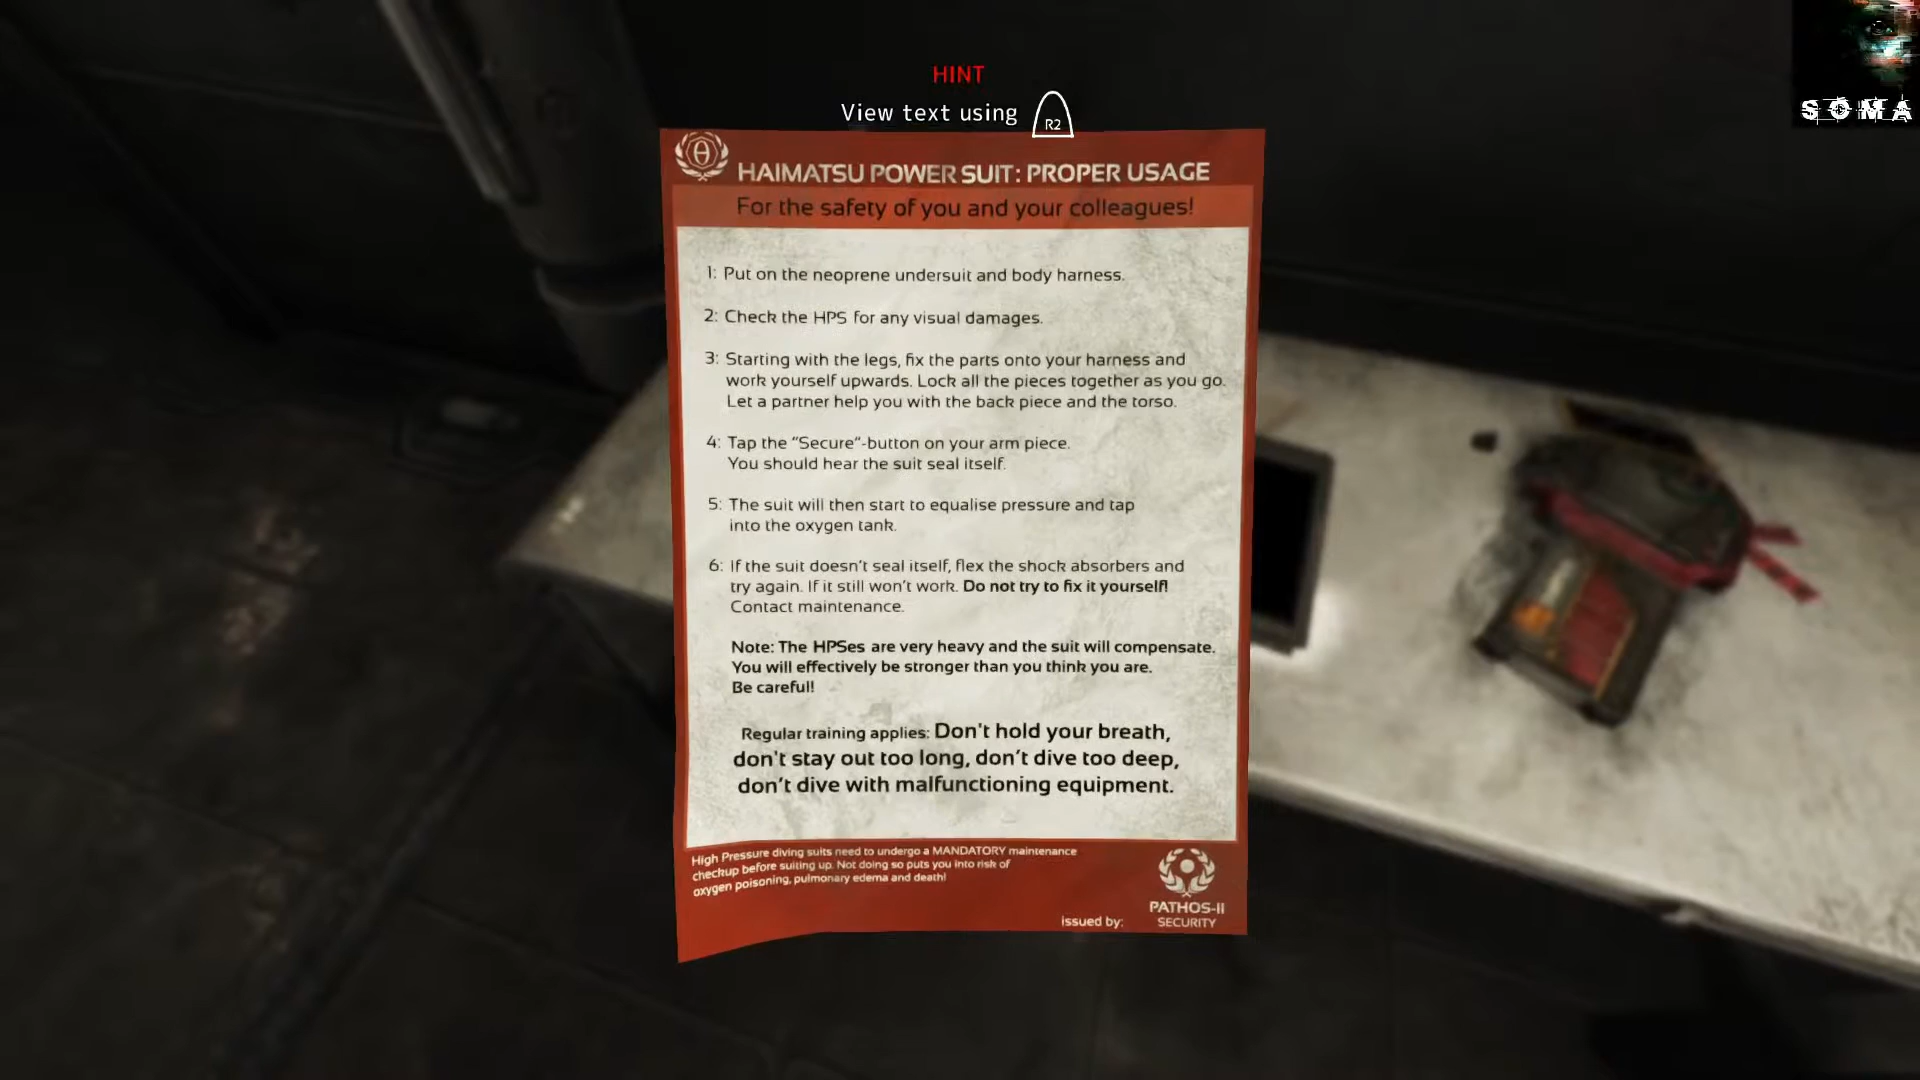 HINT
View text using R2
SOMA
HAIMATSU POWER SUIT: PROPER USAGE
For the safety of you and your colleagues!
1: Put on the neoprene undersuit and body harness.
2: Check the HPS for any visual damages.
3: Starting with the legs, fix the parts onto your harness and
work yourself upwards. Lock all the pieces together as you go.
Let a partner help you with the back piece and the torso.
4: Tap the "Secure"-button on your arm piece.
You should hear the suit seal itself.
5: The suit will then start to equalise pressure and tap
into the oxygen tank.
6: If the suit doesn't seal itself, flex the shock absorbers and
try again. If it still won't work. Do not try to fix it yourself!
Contact maintenance.
Note: The HPSes are very heavy and the suit will compensate.
You will effectively be stronger than you think you are.
Be careful!
Regular training applies: Don't hold your breath,
don't stay out too long, don't dive too deep,
don't dive with malfunctioning equipment.
High Pressure diving suits need to undergo a MANDATORY maintenance
checkup before suiting up. Not doing so puts you into risk of
oxygen poisoning, pulmonary edema and death!
issued by:
PATHOS-II
SECURITY